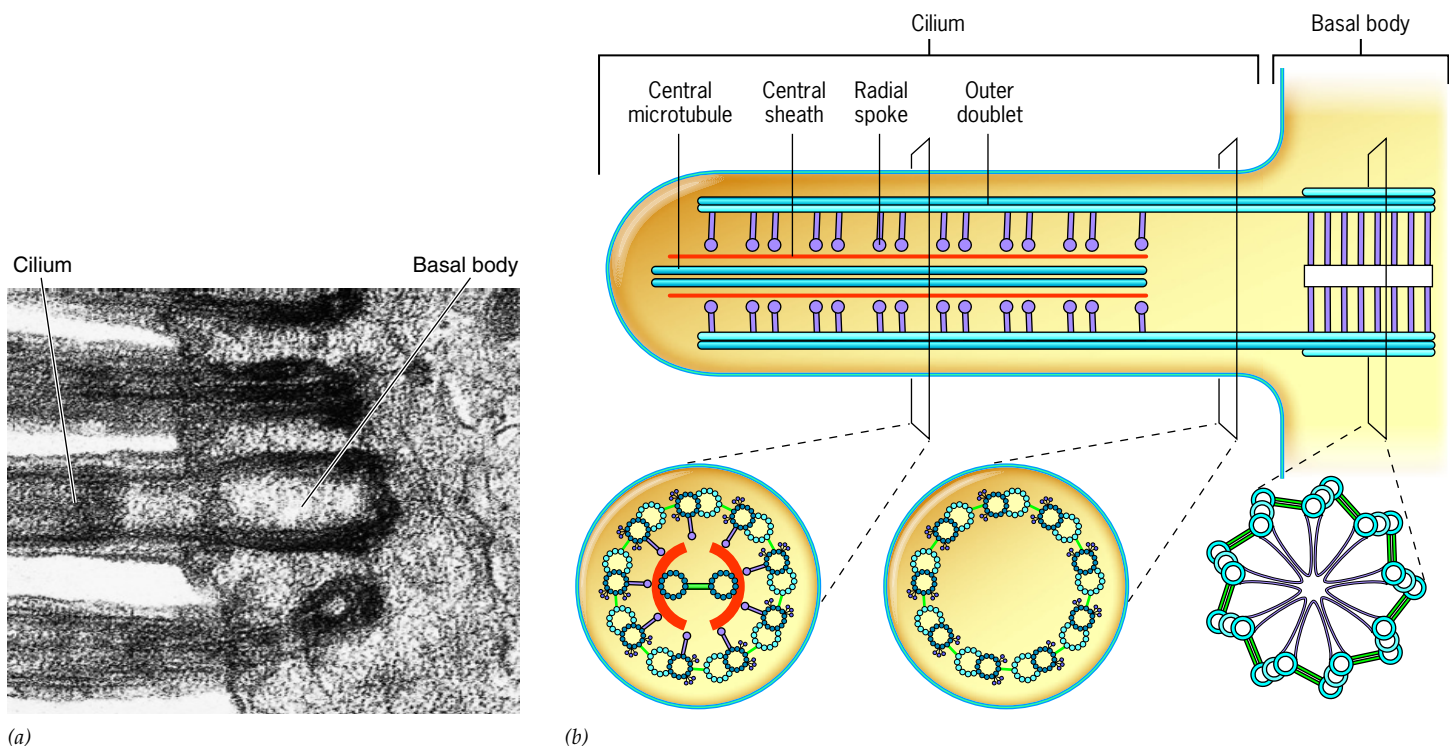 Cilium
Basal body
(a)
Cilium
Basal body
Central
microtubule
Central
sheath
Radial
spoke
Outer
doublet
(b)